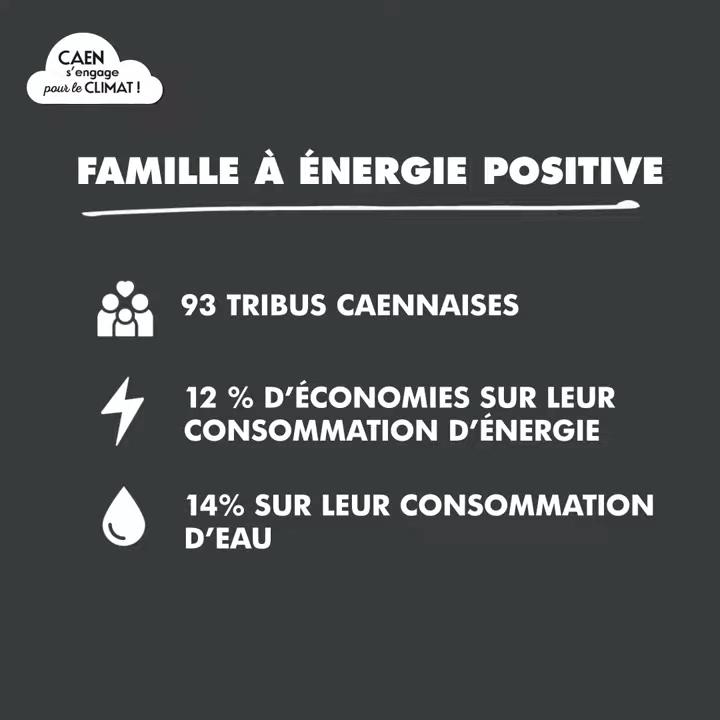 CAEN
s'engage
pour le CLIMAT !
FAMILLE À ÉNERGIE POSITIVE
93 TRIBUS CAENNAISES
12 % D'ÉCONOMIES SUR LEUR
CONSOMMATION D'ÉNERGIE
14% SUR LEUR CONSOMMATION
D'EAU